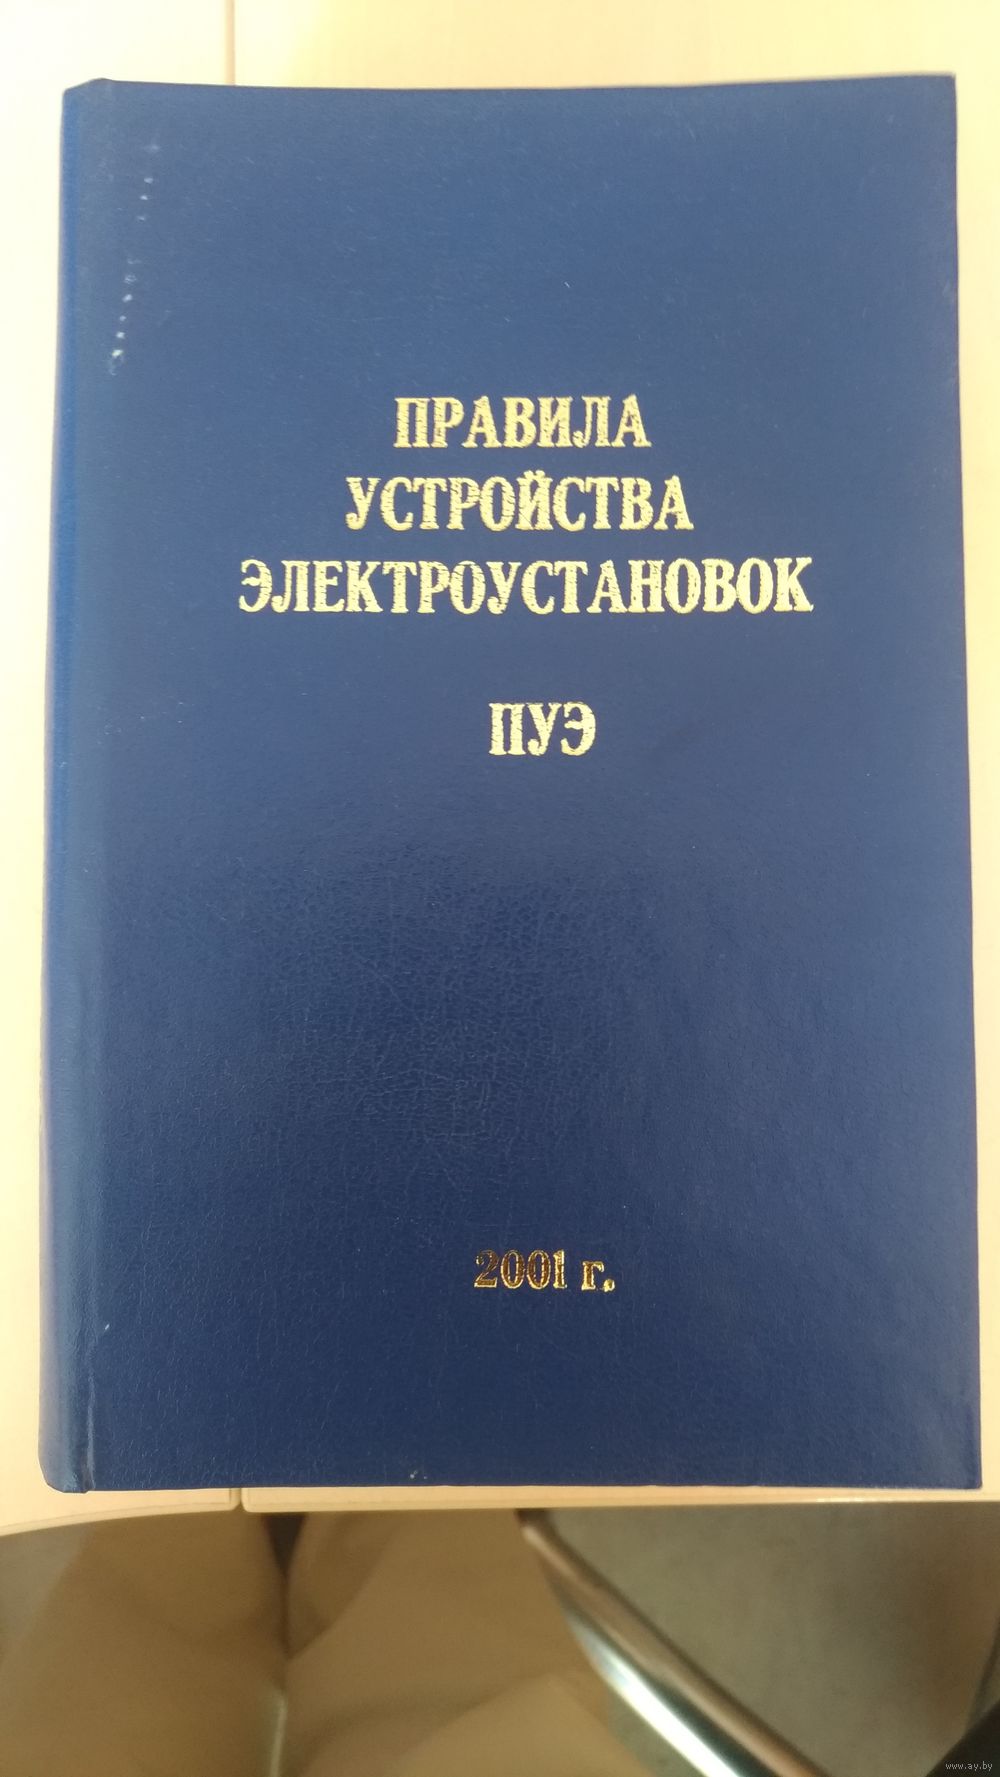 ПРАВИЛА
УСТРОЙСТВА
ЭЛЕКТРОУСТАНОВОК
ПУЭ
2001 г.
www.ay.by